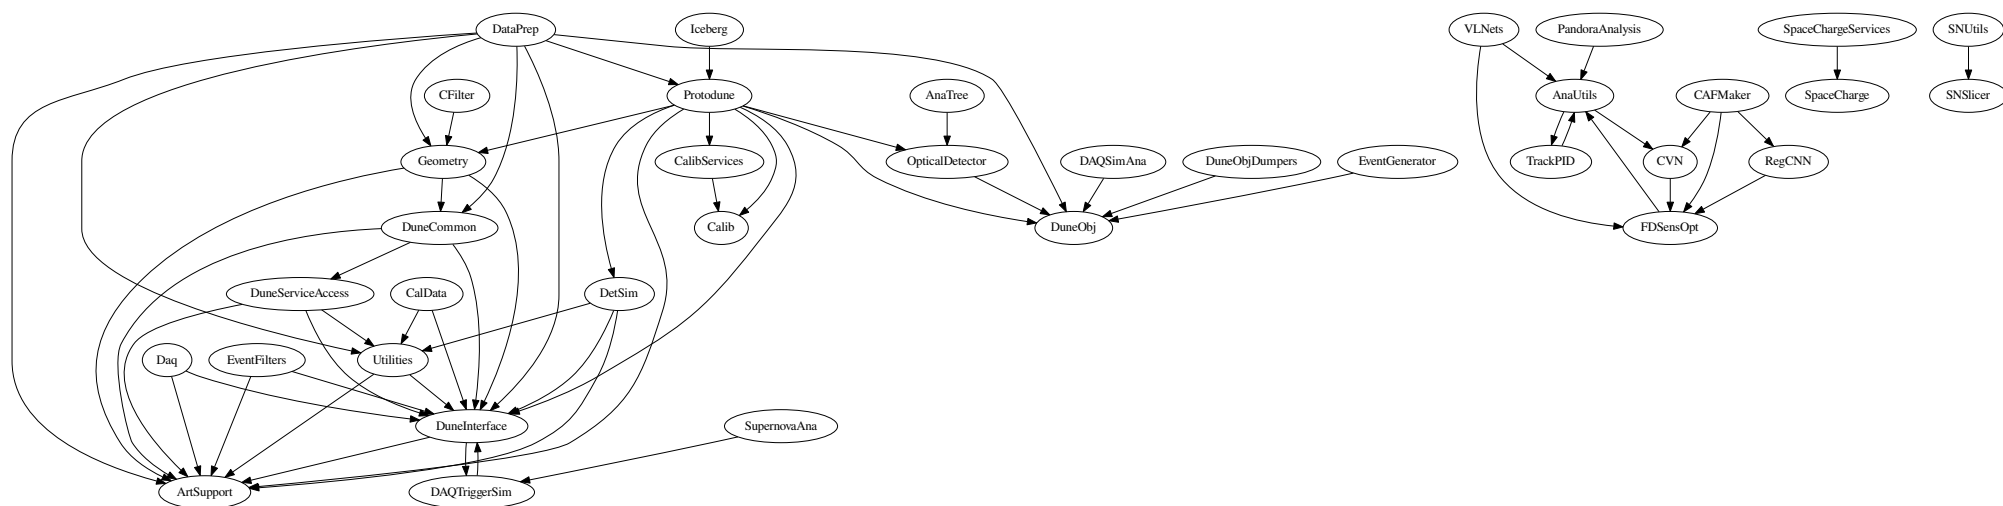 DataPrep
Iceberg
VLNets
PandoraAnalysis
SpaceChargeServices
SNUtils
CFilter
Protodune
AnaTree
AnaUtils
CAFMaker
SpaceCharge
SNSlicer
Geometry
CalibServices
OpticalDetector
DAQSimAna
DuneObjDumpers
EventGenerator
TrackPID
CVN
RegCNN
DuneCommon
Calib
DuneObj
FDSensOpt
DuneServiceAccess
CalData
DetSim
Daq
EventFilters
Utilities
DuneInterface
SupernovaAna
ArtSupport
DAQTriggerSim